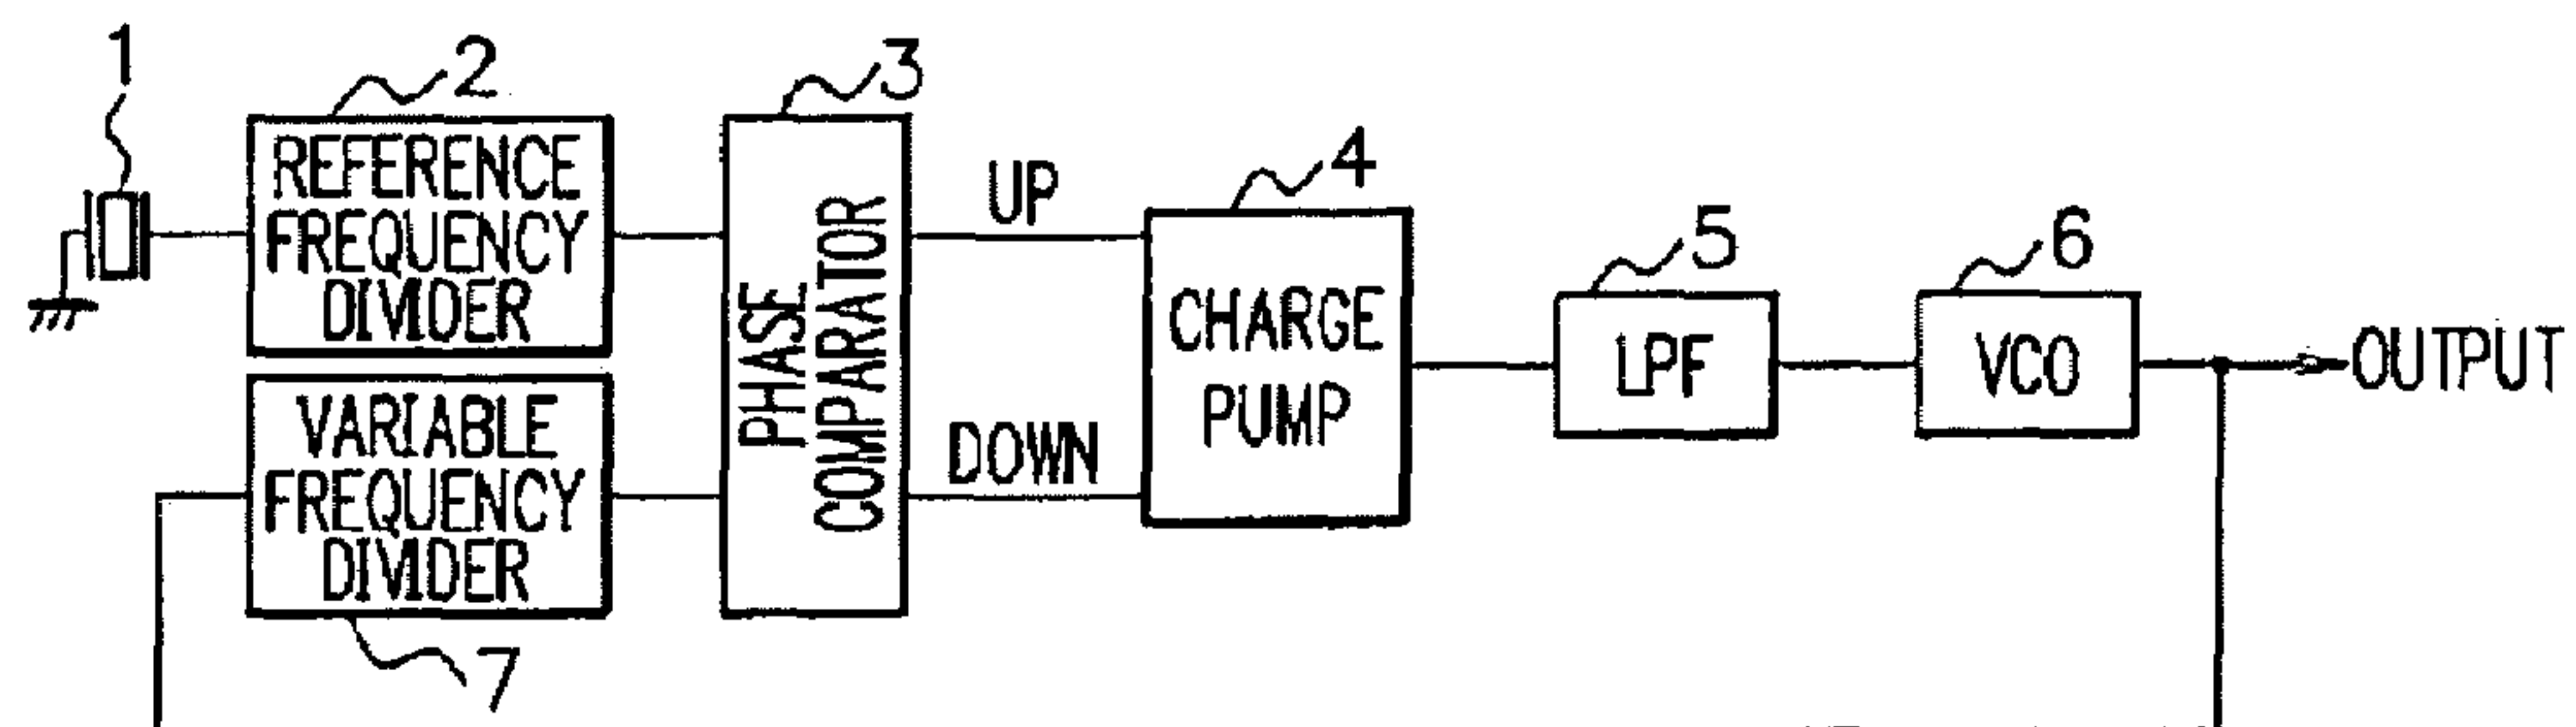 1
2
3
4
5
6
7
REFERENCE
FREQUENCY
DIVIDER
VARIABLE
FREQUENCY
DIVIDER
PHASE
COMPARATOR
UP
DOWN
CHARGE
PUMP
LPF
VCO
OUTPUT